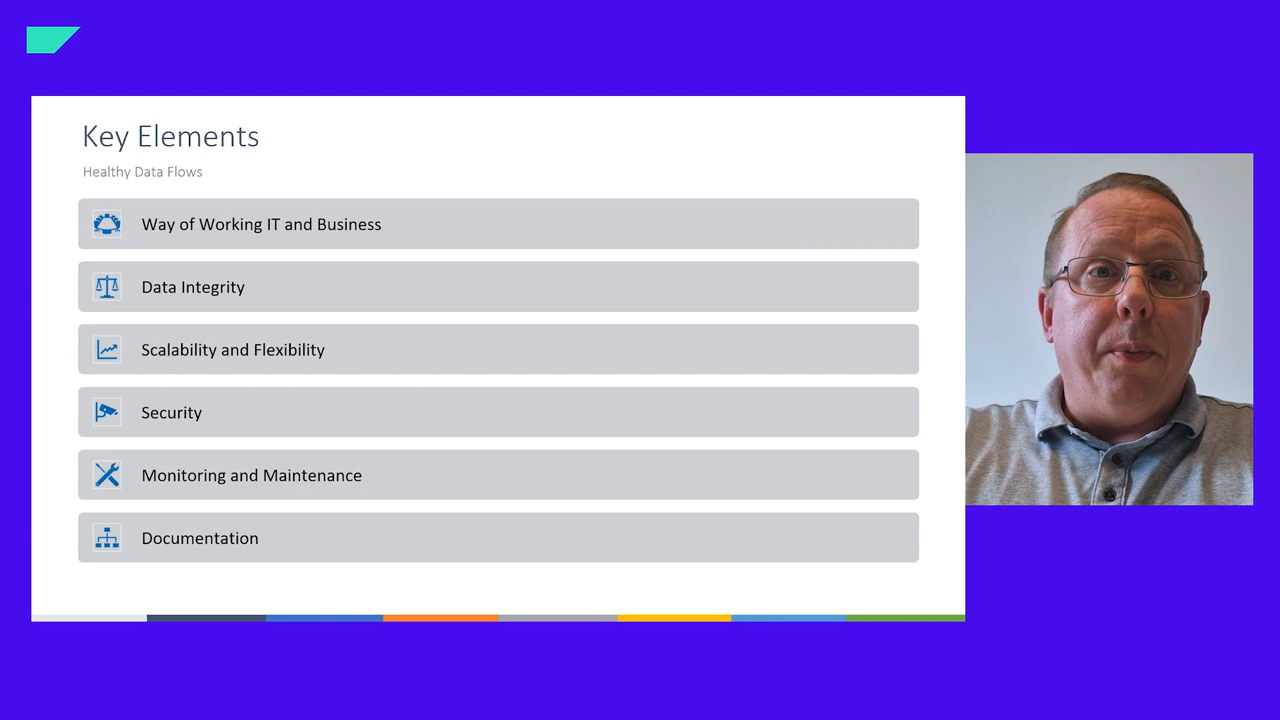 Key Elements
Healthy Data Flows
Way of Working IT and Business
Data Integrity
Scalability and Flexibility
Security
Monitoring and Maintenance
Documentation